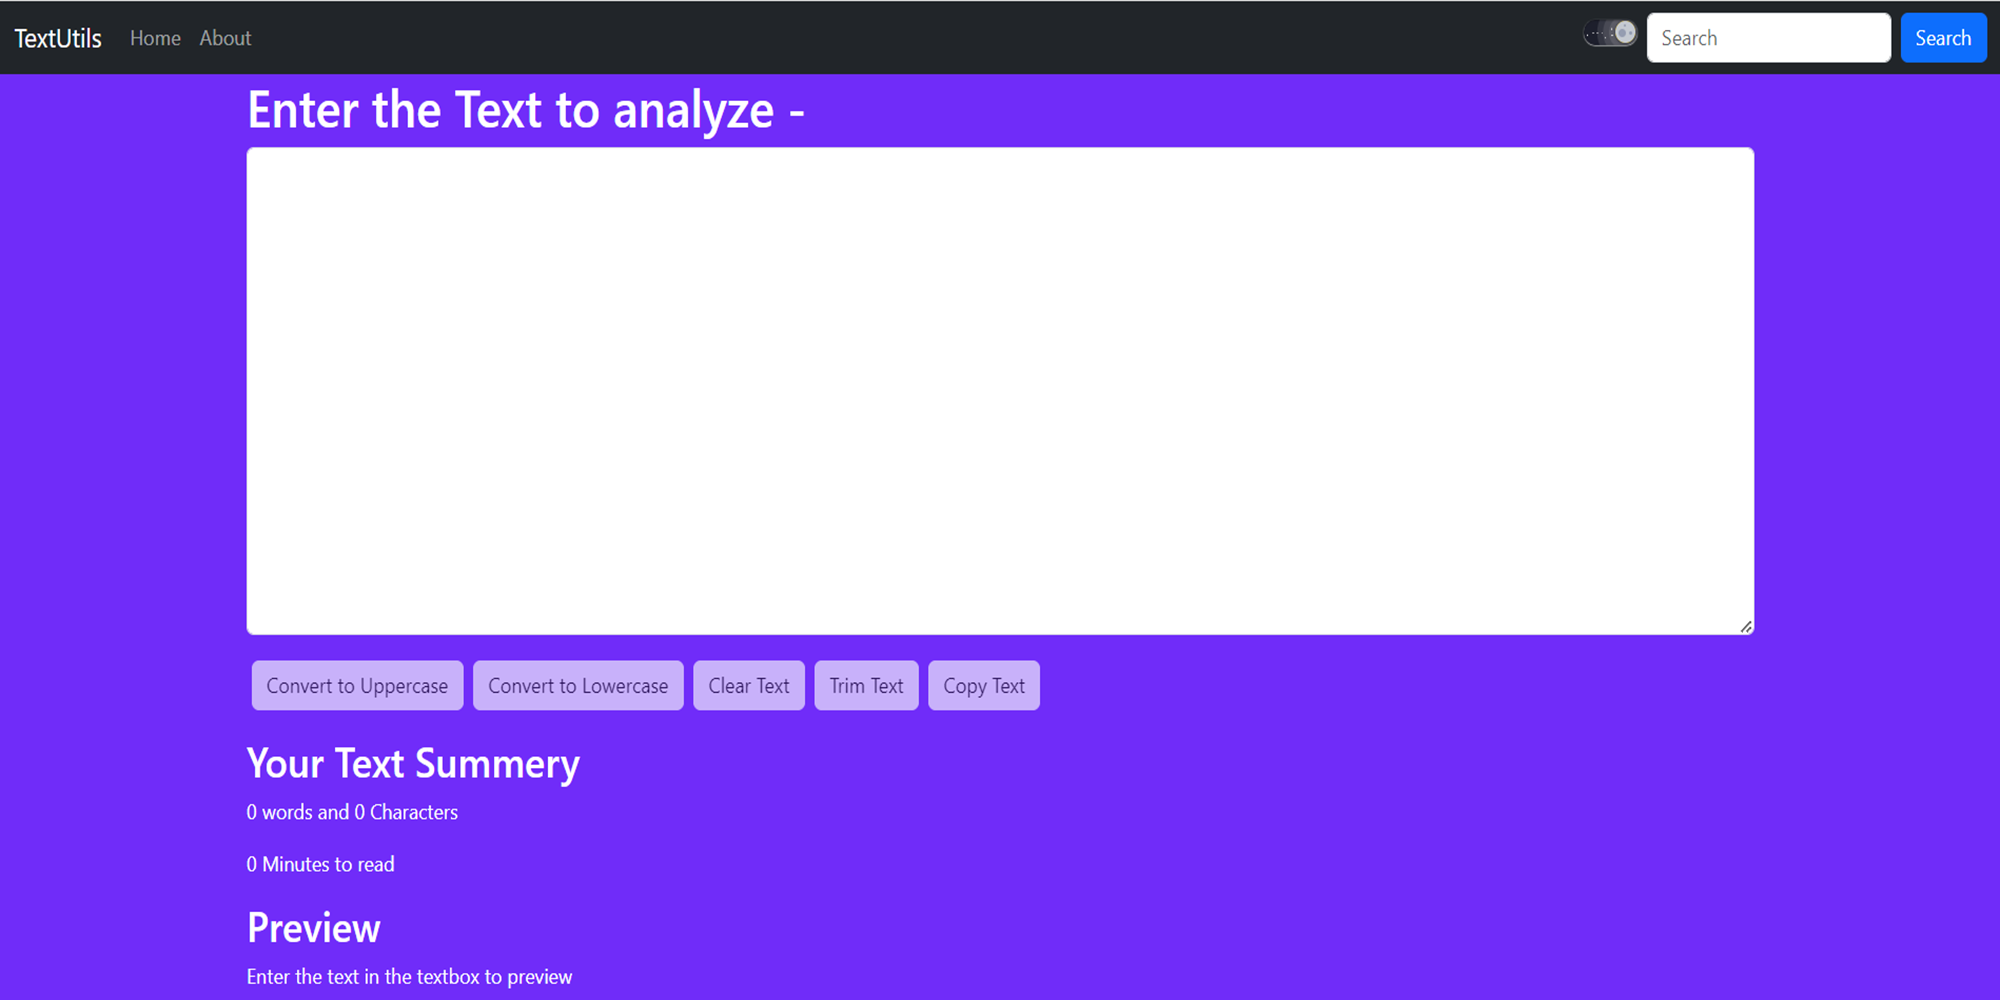 TextUtils Home About Search Search
Enter the Text to analyze -
Convert to Uppercase Convert to Lowercase Clear Text Trim Text Copy Text
Your Text Summery
0 words and 0 Characters
0 Minutes to read
Preview
Enter the text in the textbox to preview